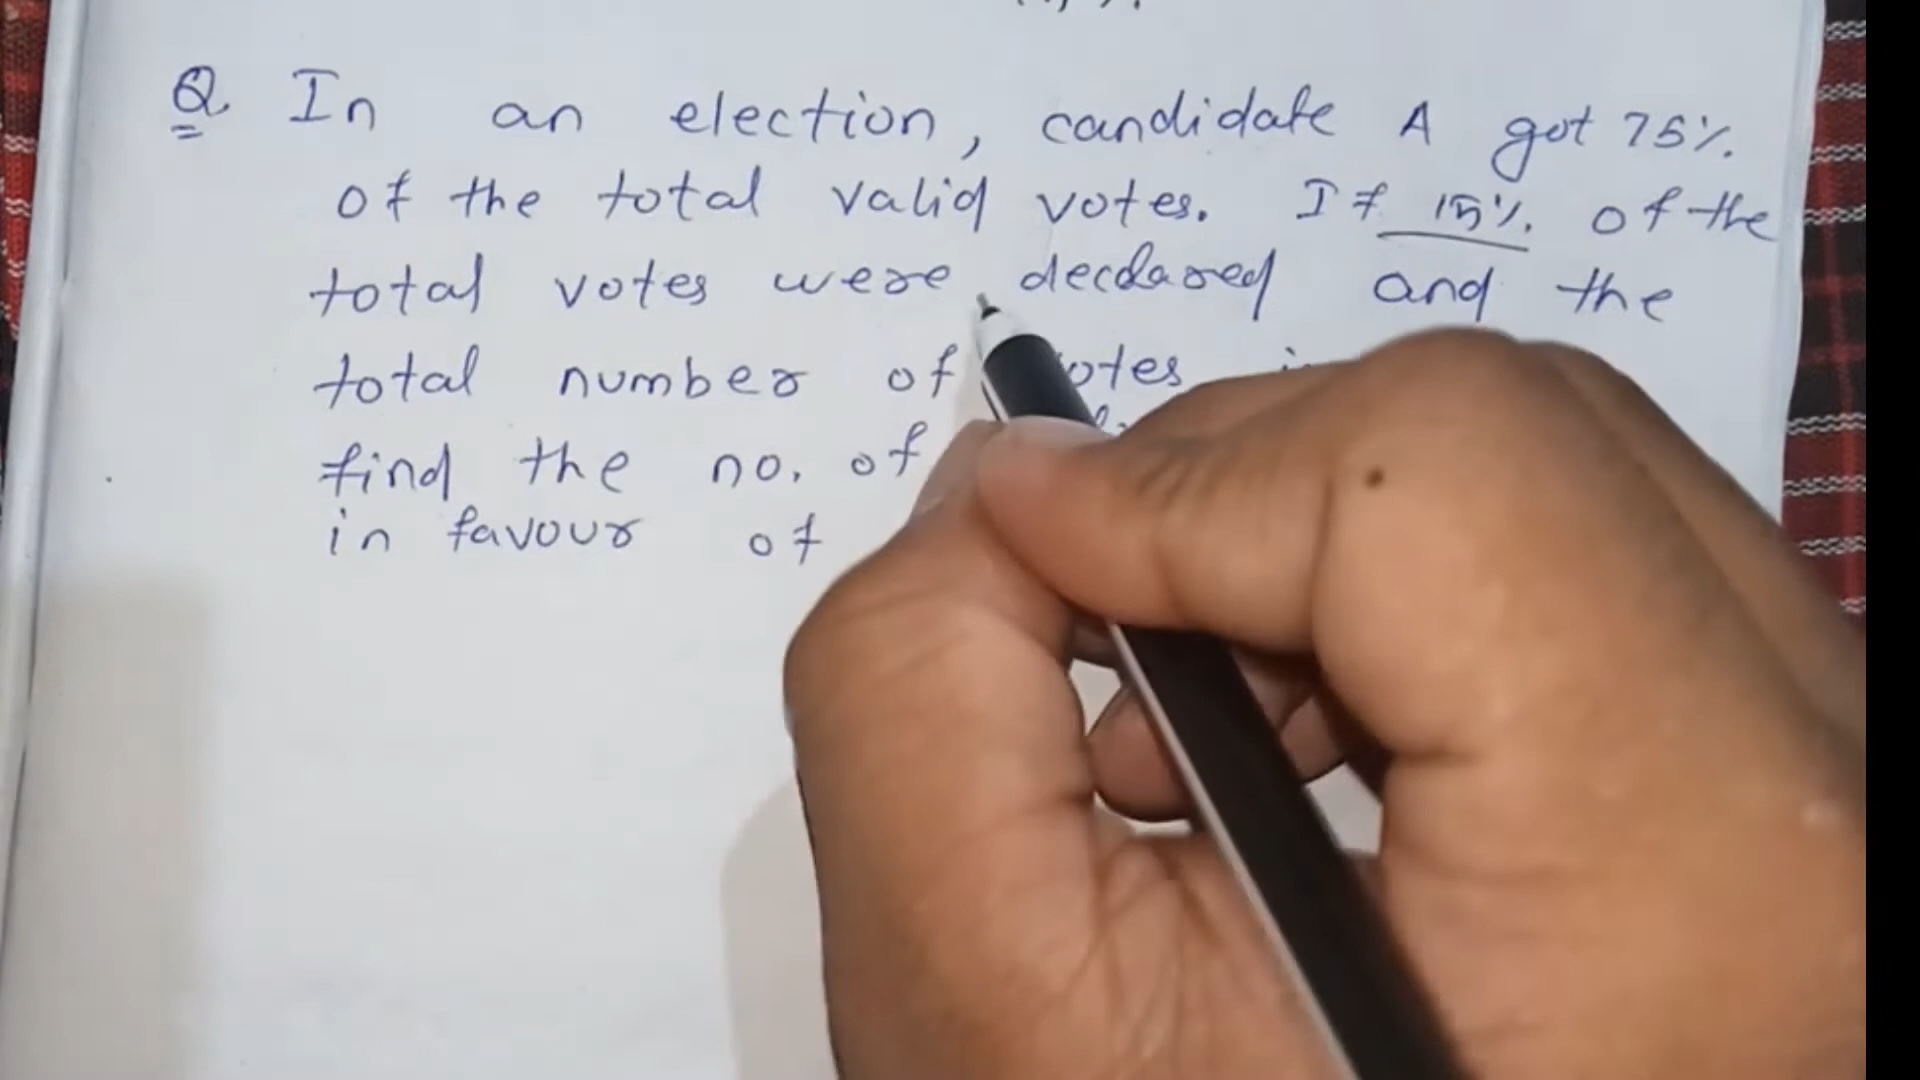 Q In an election, candidate A got 75%
of the total valid votes. If 15% of the
total votes were declared and the
total number of votes
find the no. of
in favour of